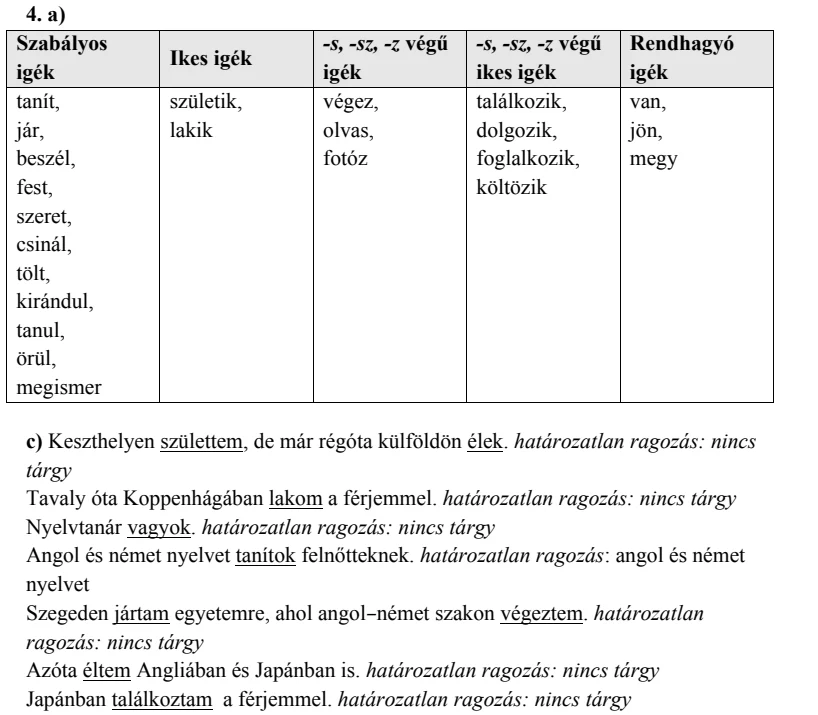 4. a)
Szabályos igék Ikes igék -s, -sz, -z végű igék -s, -sz, -z végű ikes igék Rendhagyó igék
tanít, születik, végez, találkozik, van,
jár, lakik olvas, dolgozik, jön,
beszél, fotóz foglalkozik, megy
fest, költözik
szeret,
csinál,
tölt,
kirándul,
tanul,
örül,
megismer
c) Keszthelyen születtem, de már régóta külföldön élek. határozatlan ragozás: nincs
tárgy
Tavaly óta Koppenhágában lakom a férjemmel. határozatlan ragozás: nincs tárgy
Nyelvtanár vagyok. határozatlan ragozás: nincs tárgy
Angol és német nyelvet tanítok felnőtteknek. határozatlan ragozás: angol és német
nyelvet
Szegeden jártam egyetemre, ahol angol–német szakon végeztem. határozatlan
ragozás: nincs tárgy
Azóta éltem Angliában és Japánban is. határozatlan ragozás: nincs tárgy
Japánban találkoztam a férjemmel. határozatlan ragozás: nincs tárgy